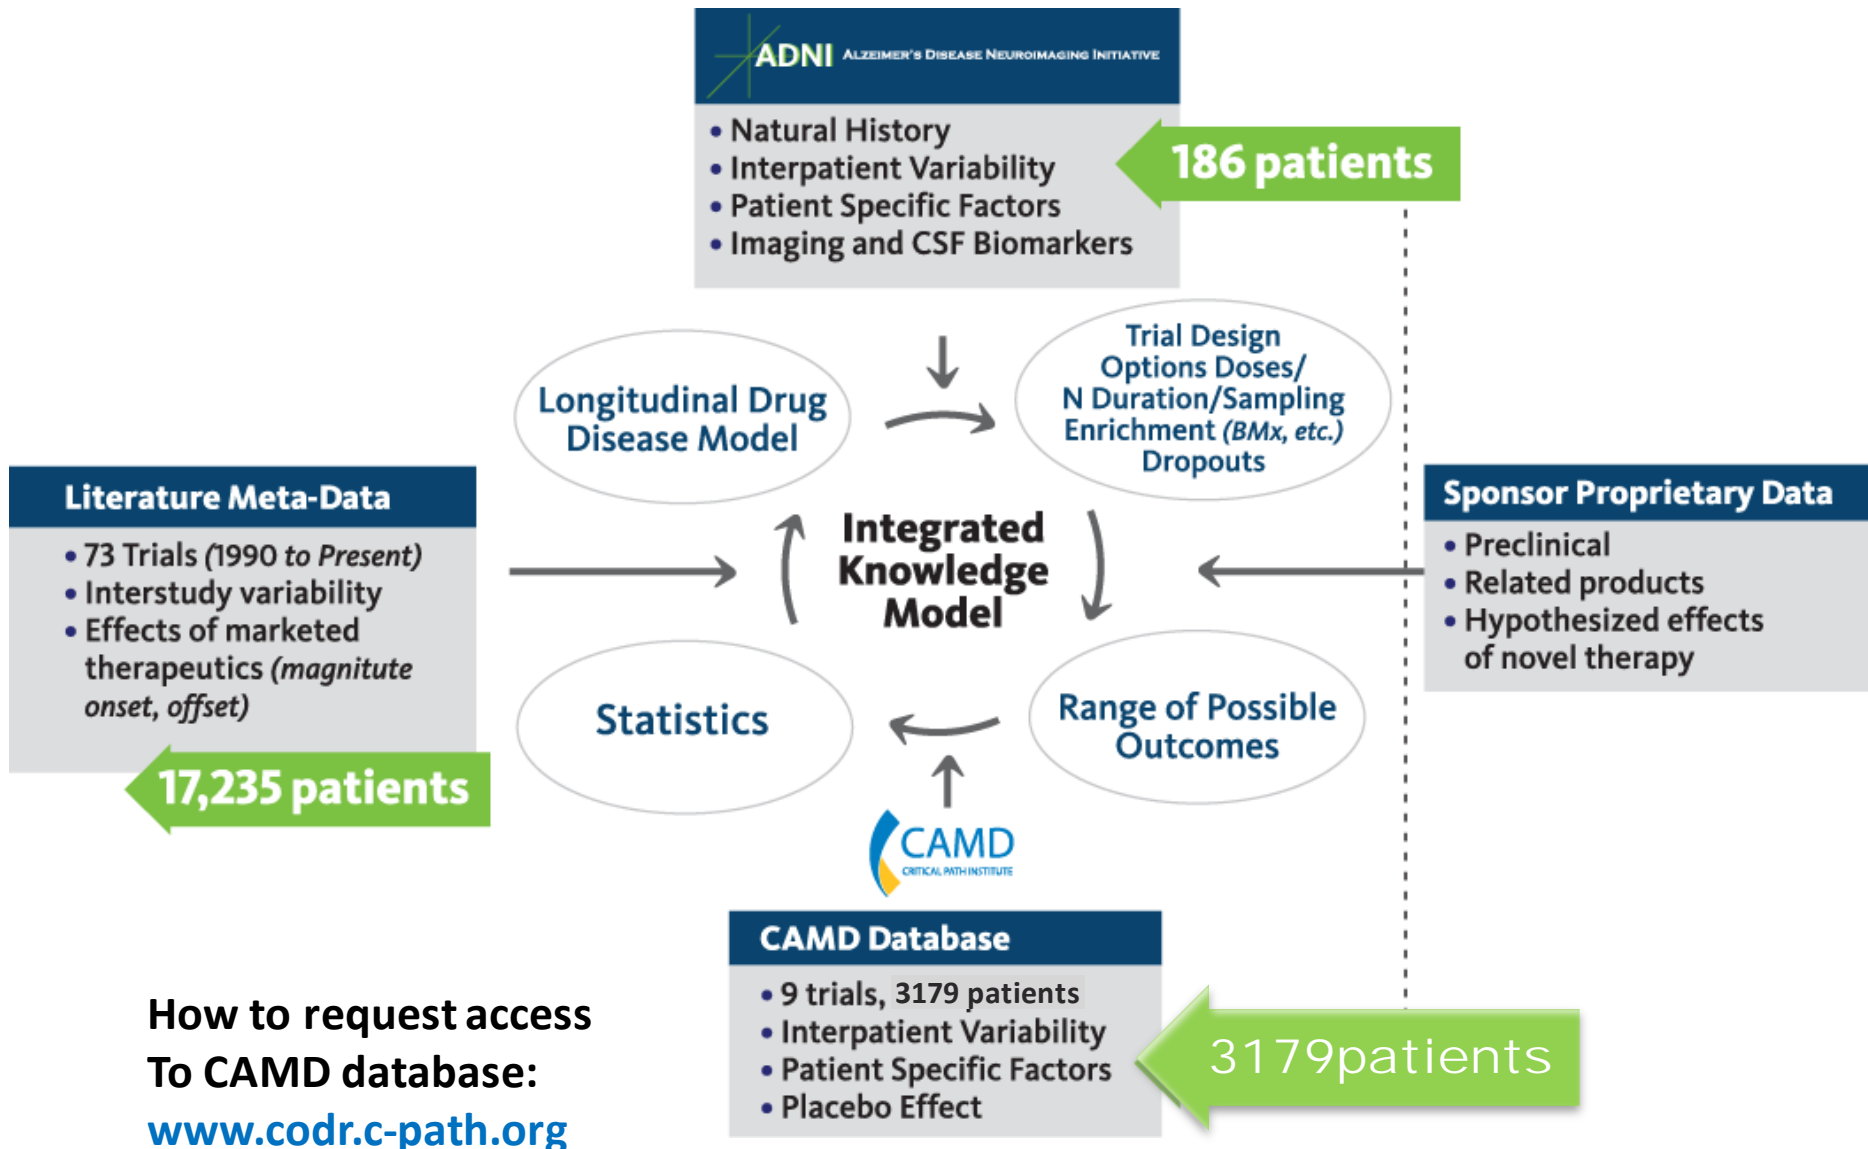 ADNI ALZEIMER'S DISEASE NEUROIMAGING INITIATIVE
• Natural History
• Interpatient Variability
• Patient Specific Factors
• Imaging and CSF Biomarkers
186 patients
Longitudinal Drug
Disease Model
Trial Design
Options Doses/
N Duration/Sampling
Enrichment (BMx, etc.)
Dropouts
Literature Meta-Data
• 73 Trials (1990 to Present)
• Interstudy variability
• Effects of marketed
therapeutics (magnitute
onset, offset)
17,235 patients
Integrated
Knowledge
Model
Sponsor Proprietary Data
• Preclinical
• Related products
• Hypothesized effects
of novel therapy
Statistics
Range of Possible
Outcomes
CAMD
CRITICAL PATH INSTITUTE
CAMD Database
• 9 trials, 3179 patients
• Interpatient Variability
• Patient Specific Factors
• Placebo Effect
3179patients
How to request access
To CAMD database:
www.codr.c-path.org